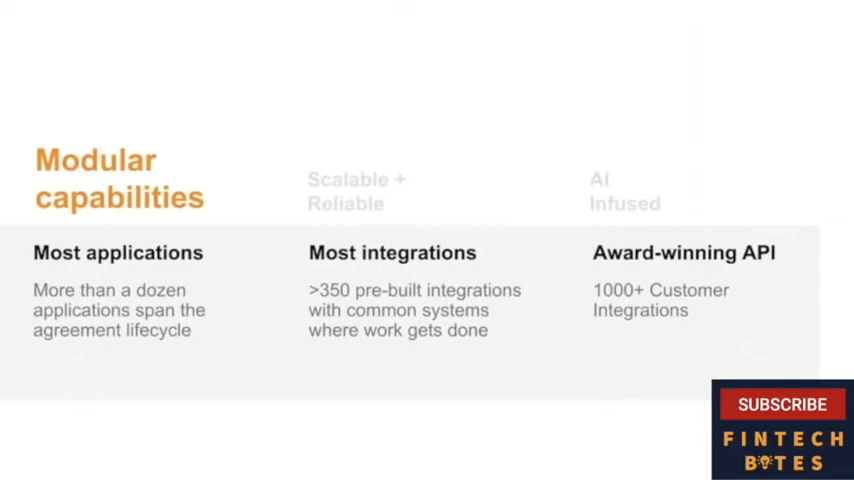 Modular
capabilities
Scalable +
Reliable
AI
Infused
Most applications
More than a dozen
applications span the
agreement lifecycle
Most integrations
>350 pre-built integrations
with common systems
where work gets done
Award-winning API
1000+ Customer
Integrations
SUBSCRIBE
FINTECH
BYTES